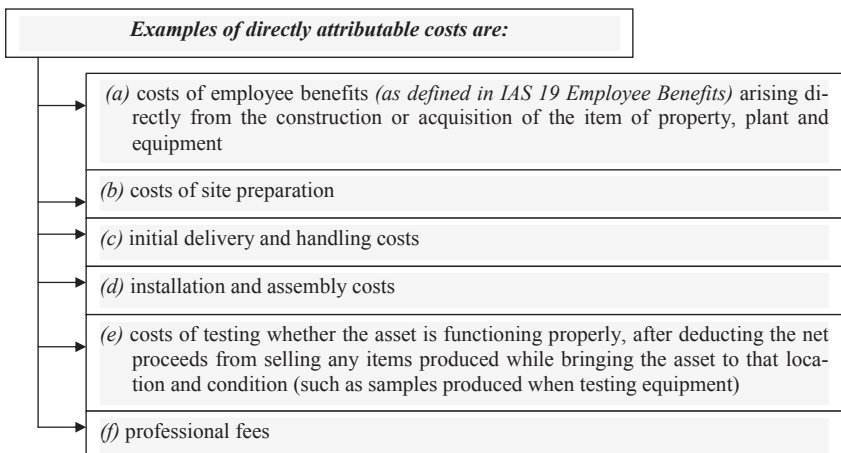 Examples of directly attributable costs are:
(a) costs of employee benefits (as defined in IAS 19 Employee Benefits) arising di-
rectly from the construction or acquisition of the item of property, plant and
equipment
(b) costs of site preparation
(c) initial delivery and handling costs
(d) installation and assembly costs
(e) costs of testing whether the asset is functioning properly, after deducting the net
proceeds from selling any items produced while bringing the asset to that loca-
tion and condition (such as samples produced when testing equipment)
(f) professional fees